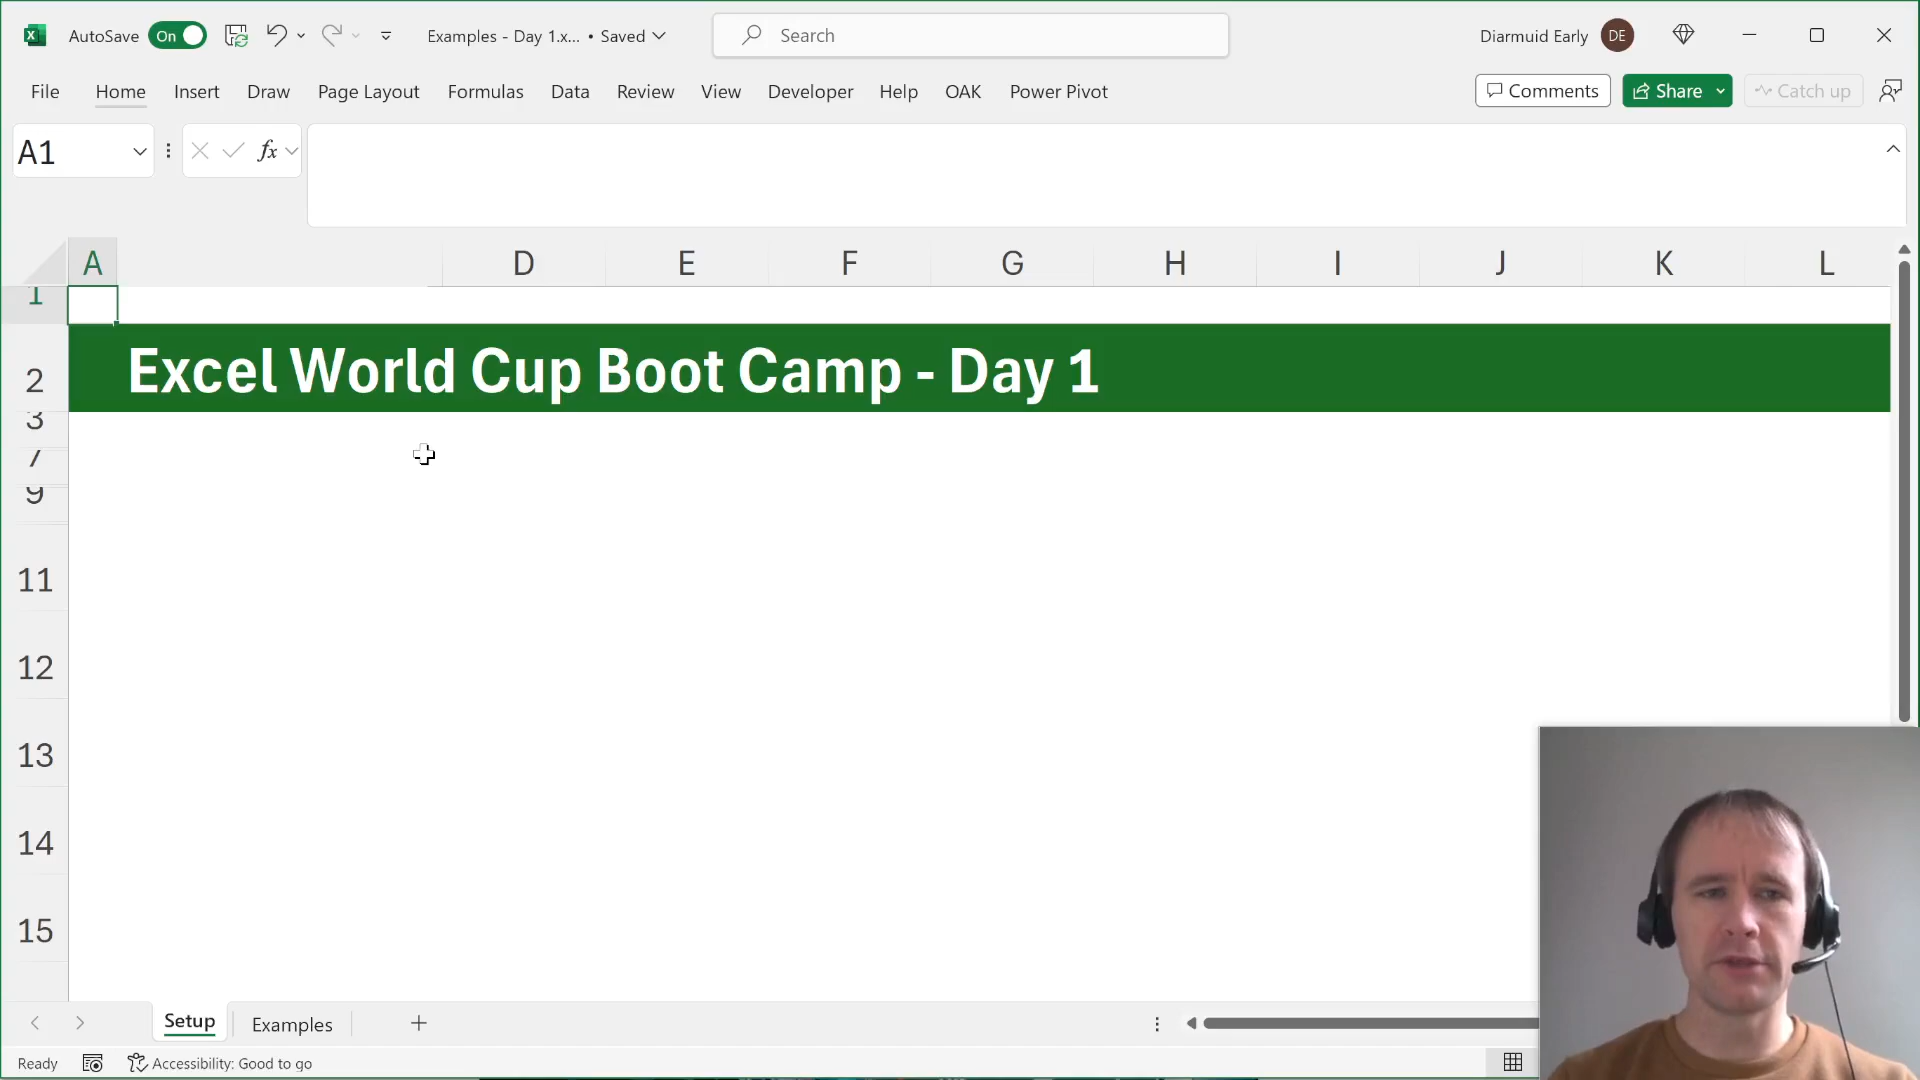 AutoSave On Examples - Day 1.x... • Saved Search Diarmuid Early DE
File Home Insert Draw Page Layout Formulas Data Review View Developer Help OAK Power Pivot Comments Share Catch up
A1 fx
A D E F G H I J K L
1
2 Excel World Cup Boot Camp - Day 1
3
7
9
11
12
13
14
15
Setup Examples
Ready Accessibility: Good to go